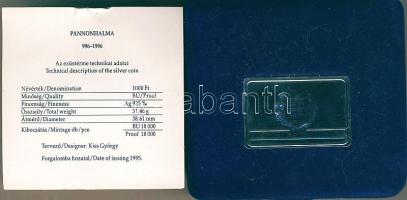 PANNONHALMA
996-1996
Az ezüstérme technikai adatai
Technical description of the silver coin
Névérték/Denomination 1000 Ft
Minőség/Quality BU/Proof
Finomság/Fineness Ag 925 ‰
Összsúly/Total weight 31.46 g
Átmérő/Diameter 38.61 mm
Kibocsátás/Mintage db/pce BU 10 000
Proof 10 000
Tervező/Designer: Kiss György
Forgalomba hozatal/Date of issuing 1995.
darabanth